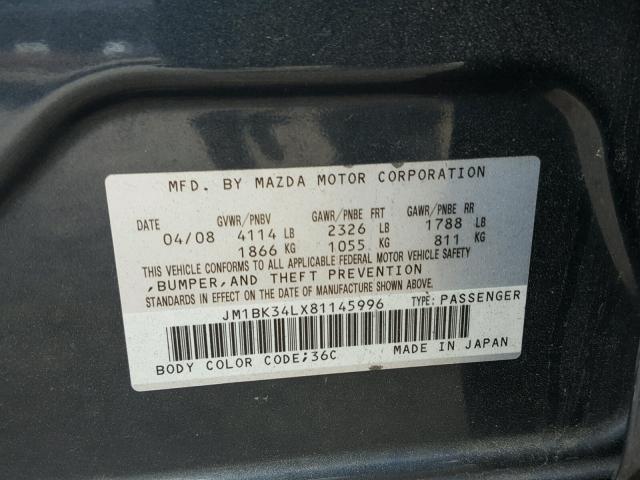 MFD. BY MAZDA MOTOR CORPORATION
DATE GVWR/PNBV GAWR/PNBE FRT GAWR/PNBE RR
04/08 4114 LB 2326 LB 1788 LB
1866 KG 1055 KG 811 KG
THIS VEHICLE CONFORMS TO ALL APPLICABLE FEDERAL MOTOR VEHICLE SAFETY
,BUMPER,AND THEFT PREVENTION
STANDARDS IN EFFECT ON THE DATE OF MANUFACTURE SHOWN ABOVE.
JM1BK34LX81145996 TYPE: PASSENGER
BODY COLOR CODE;36C MADE IN JAPAN